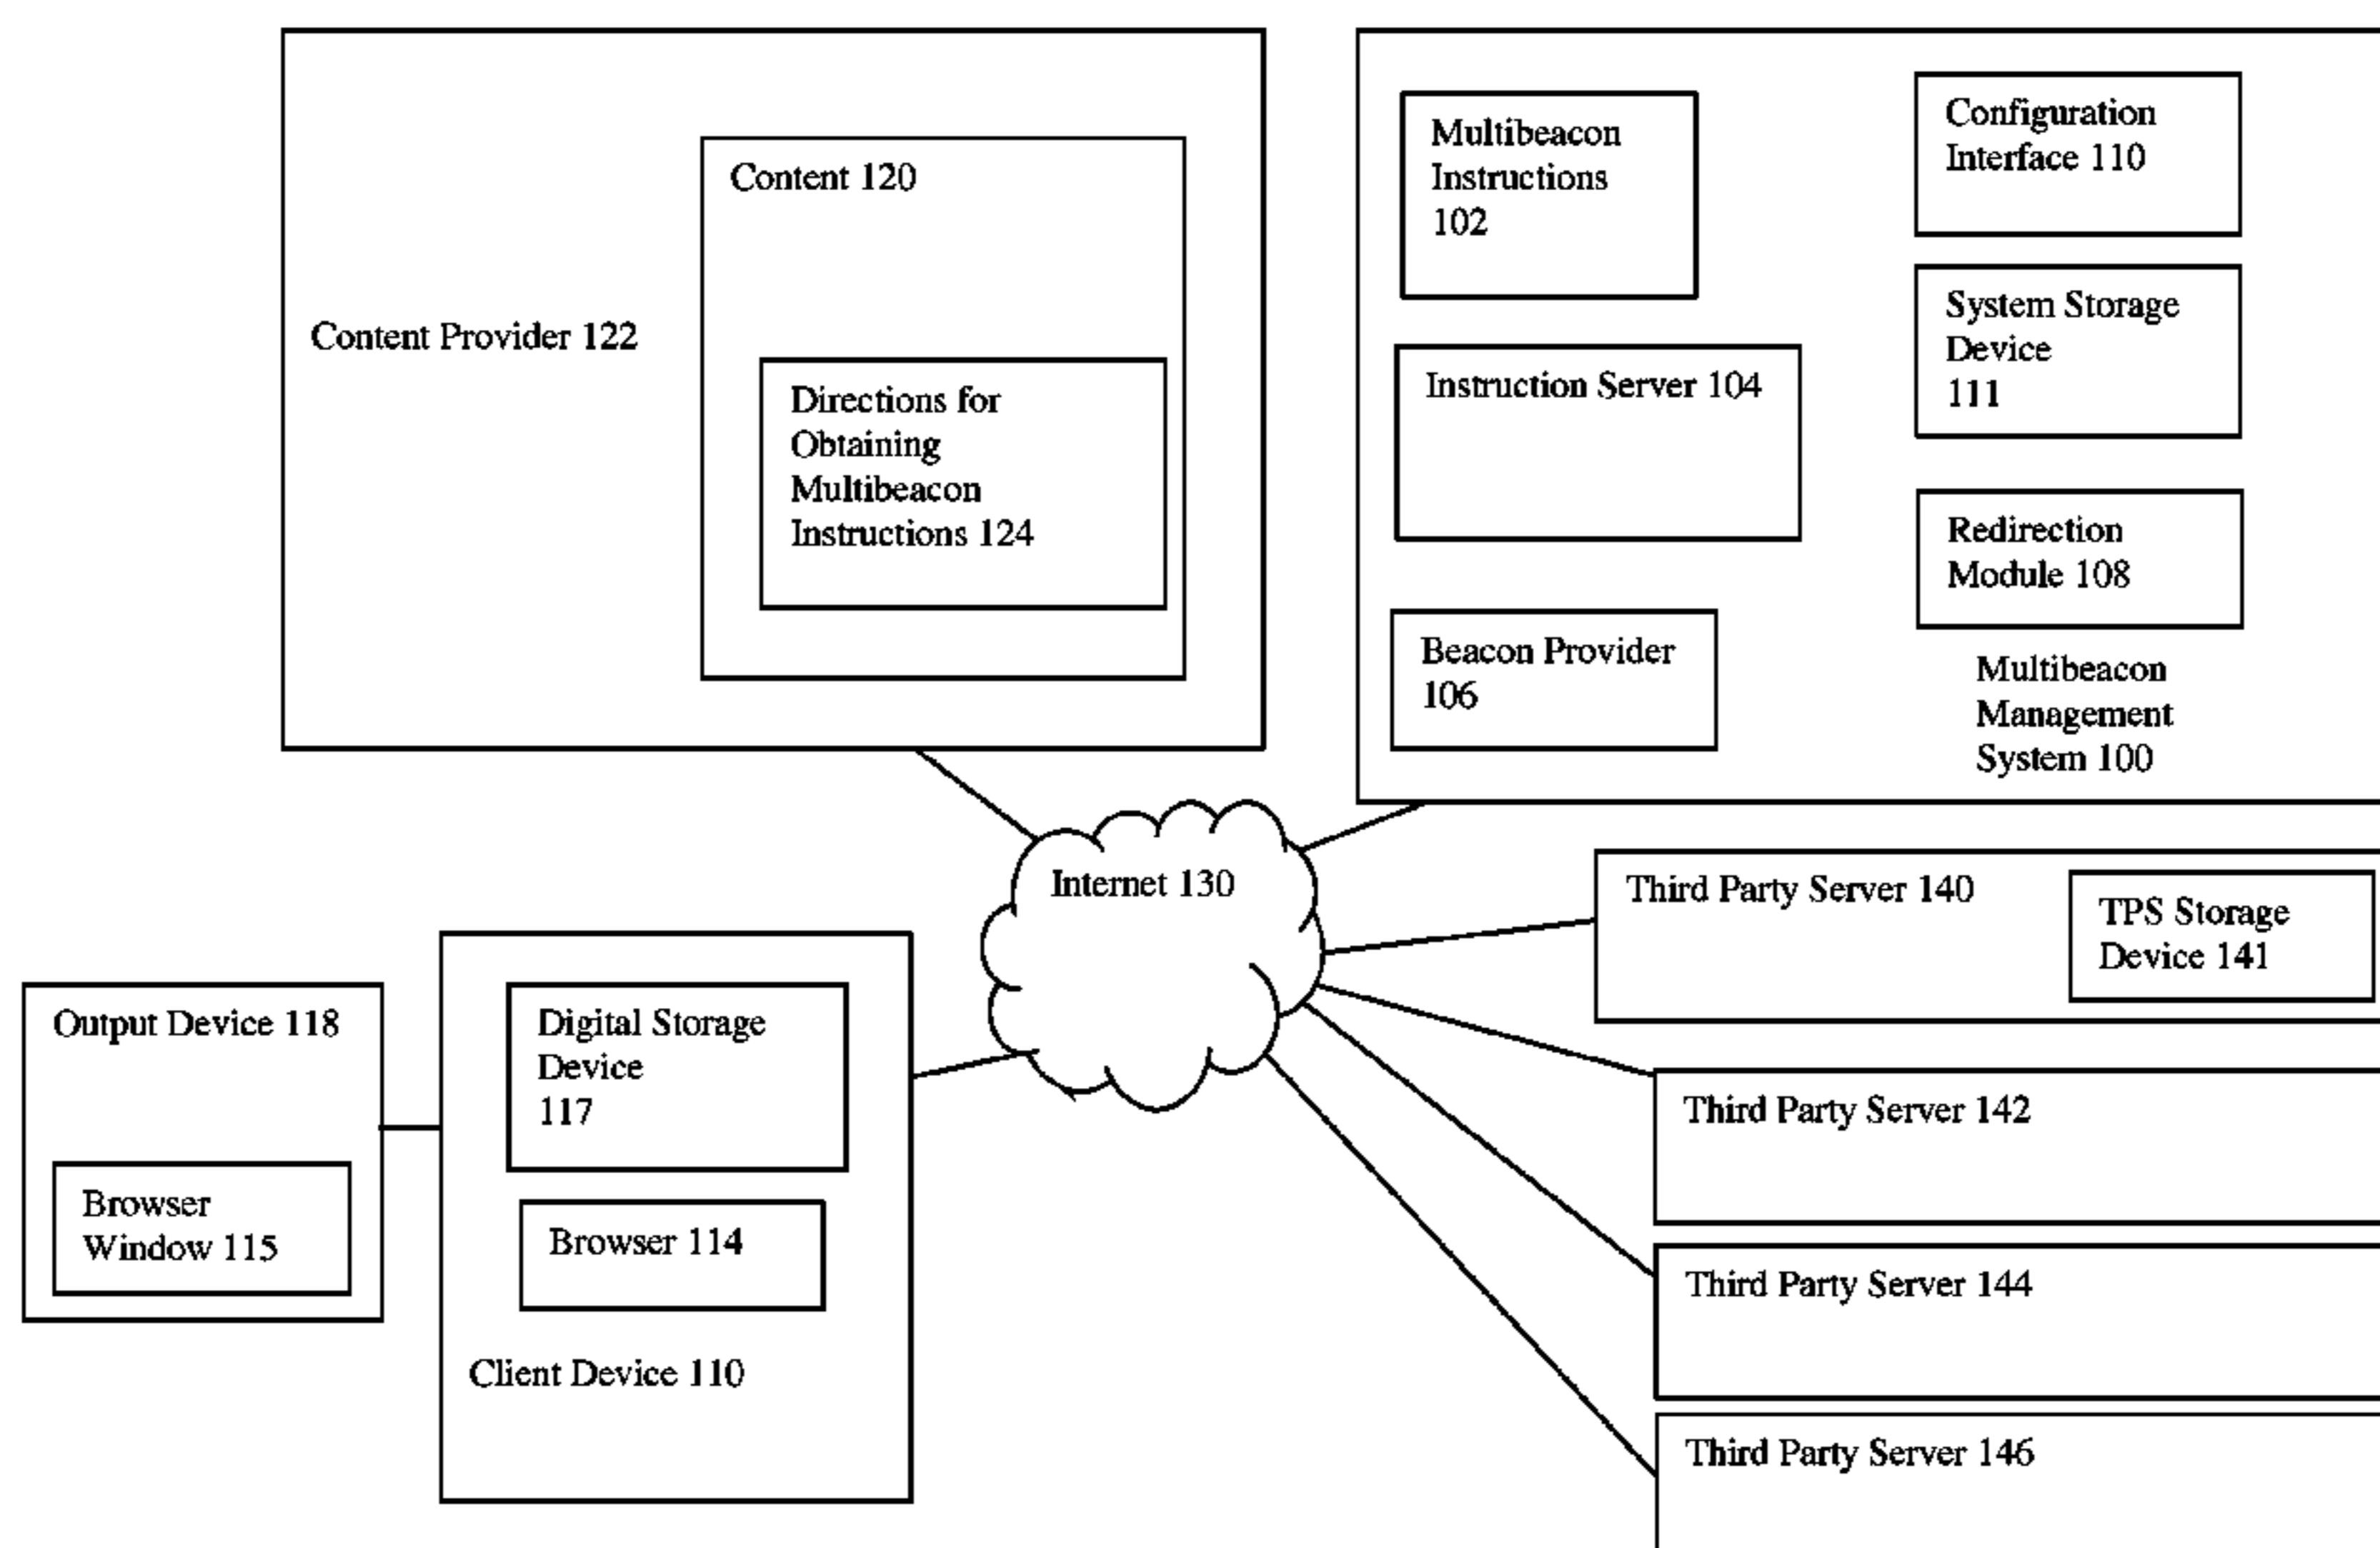 Content Provider 122
Content 120
Directions for
Obtaining
Multibeacon
Instructions 124
Multibeacon
Instructions
102
Configuration
Interface 110
System Storage
Device
111
Instruction Server 104
Redirection
Module 108
Beacon Provider
106
Multibeacon
Management
System 100
Internet 130
Third Party Server 140
TPS Storage
Device 141
Output Device 118
Browser
Window 115
Digital Storage
Device
117
Browser 114
Client Device 110
Third Party Server 142
Third Party Server 144
Third Party Server 146